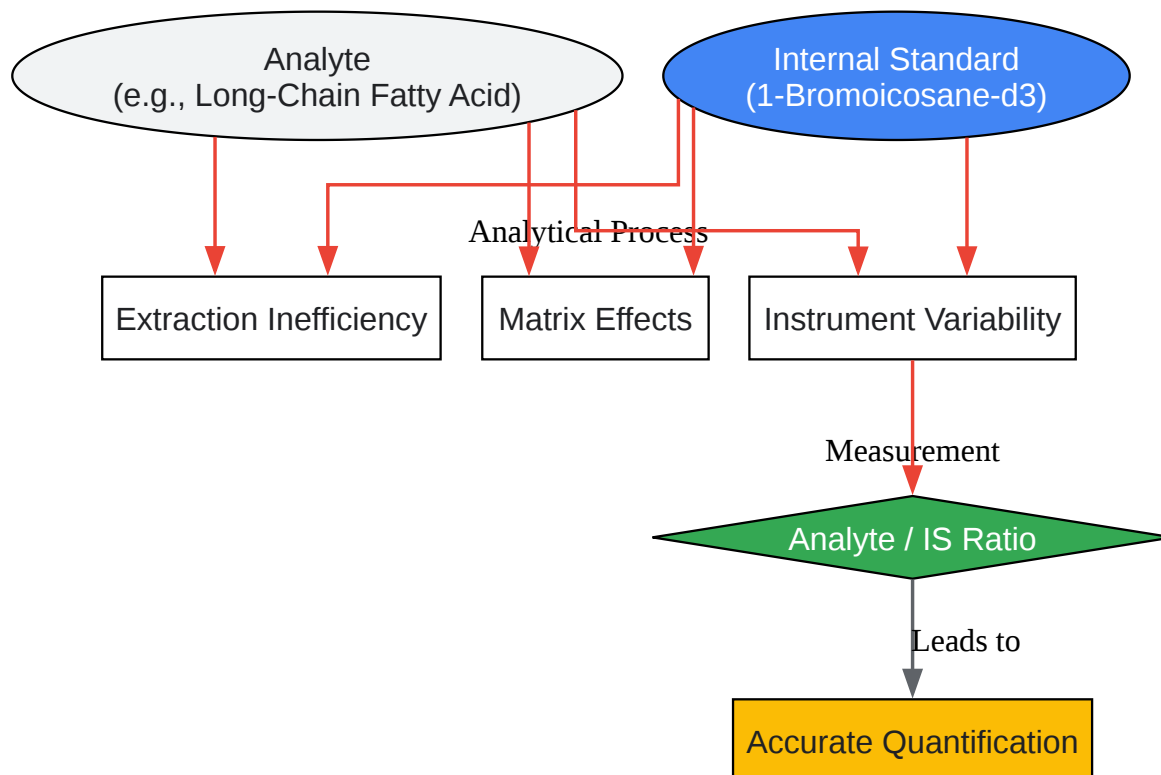 Analyte
(e.g., Long-Chain Fatty Acid)
Internal Standard
(1-Bromoicosane-d3)
Analytical Process
Extraction Inefficiency
Matrix Effects
Instrument Variability
Measurement
Analyte / IS Ratio
Leads to
Accurate Quantification